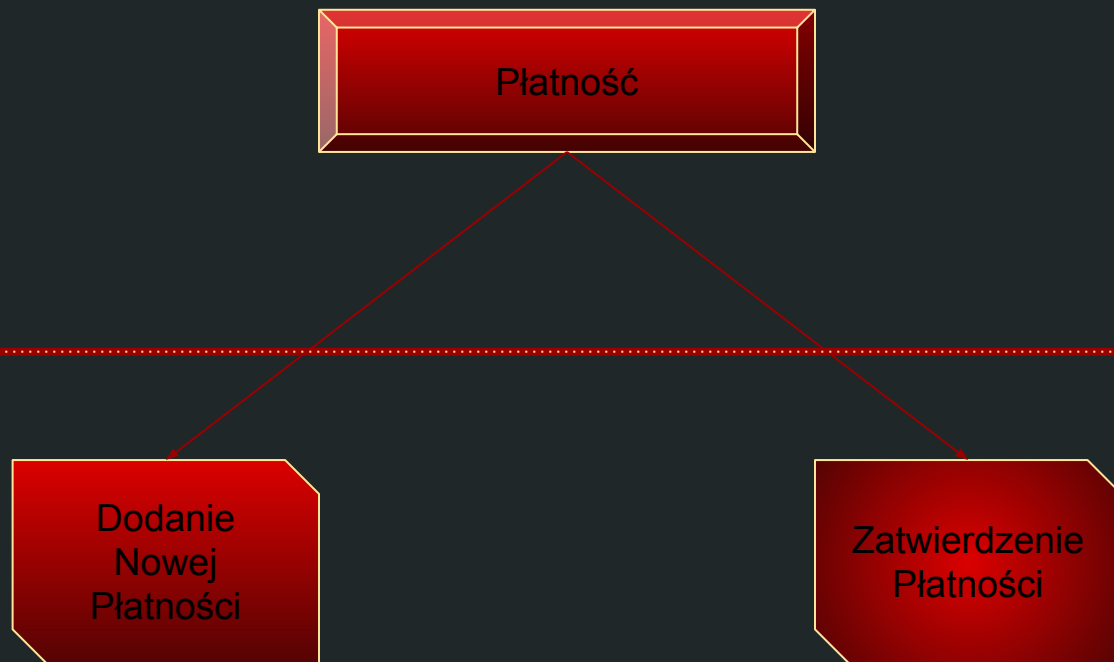 Płatność
Dodanie
Nowej
Płatności
Zatwierdzenie
Płatności